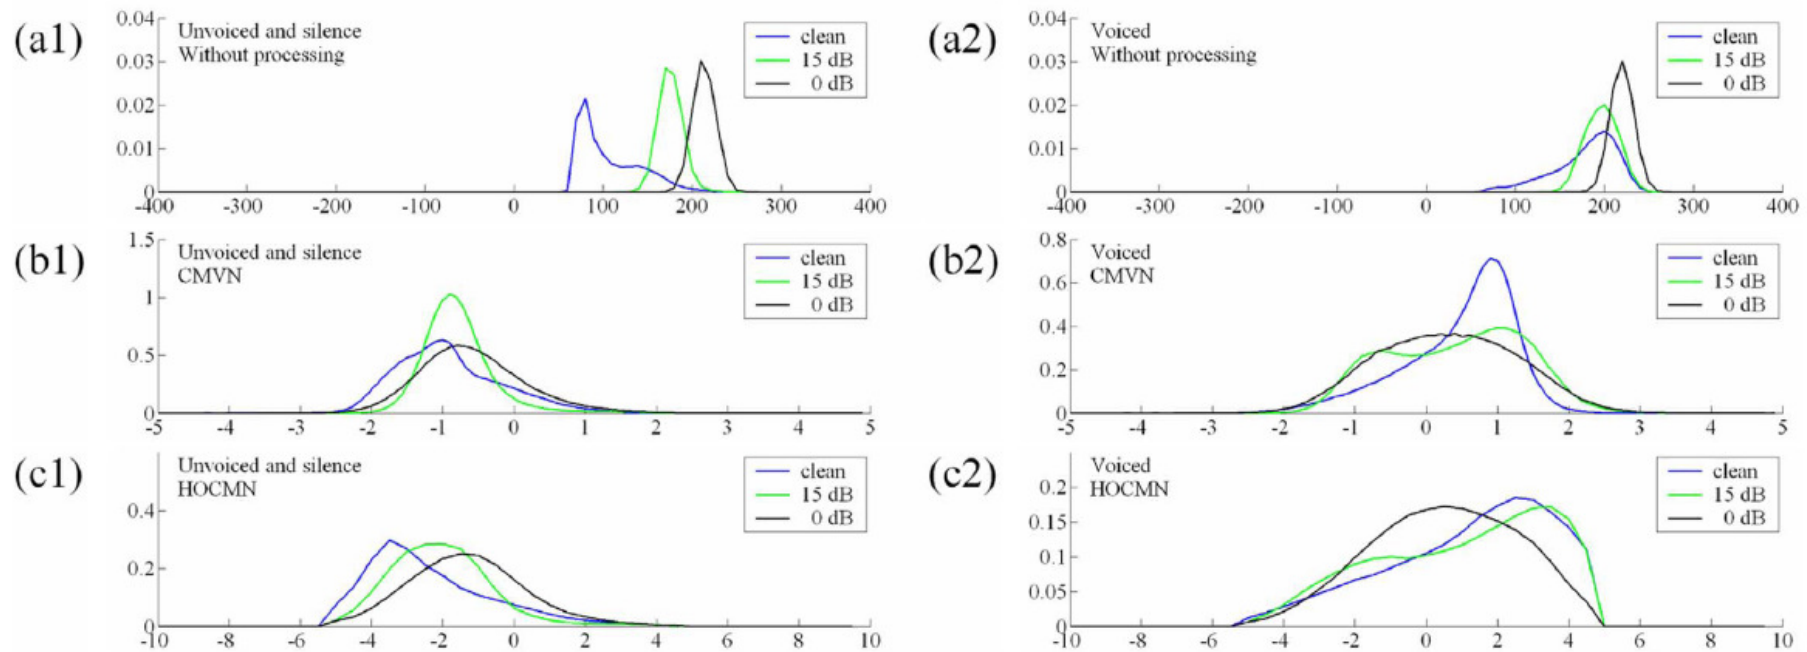 (a1)
0.04
0.03
0.02
0.01
0
Unvoiced and silence
Without processing
clean
15 dB
0 dB
-400 -300 -200 -100 0 100 200 300 400
(a2)
0.04
0.03
0.02
0.01
0
Voiced
Without processing
clean
15 dB
0 dB
-400 -300 -200 -100 0 100 200 300 400
(b1)
1.5
1
0.5
0
Unvoiced and silence
CMVN
clean
15 dB
0 dB
-5 -4 -3 -2 -1 0 1 2 3 4 5
(b2)
0.8
0.6
0.4
0.2
0
Voiced
CMVN
clean
15 dB
0 dB
-5 -4 -3 -2 -1 0 1 2 3 4 5
(c1)
0.4
0.2
0
Unvoiced and silence
HOCMN
clean
15 dB
0 dB
-10 -8 -6 -4 -2 0 2 4 6 8 10
(c2)
0.2
0.15
0.1
0.05
0
Voiced
HOCMN
clean
15 dB
0 dB
-10 -8 -6 -4 -2 0 2 4 6 8 10